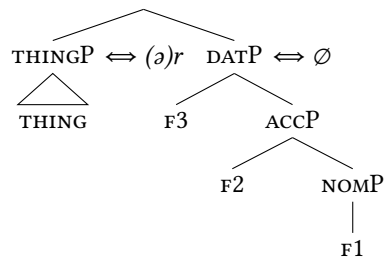 THINGP ⇔ (ə)r DATP ⇔ ∅
THING F3 ACCP
F2 NOMP
F1